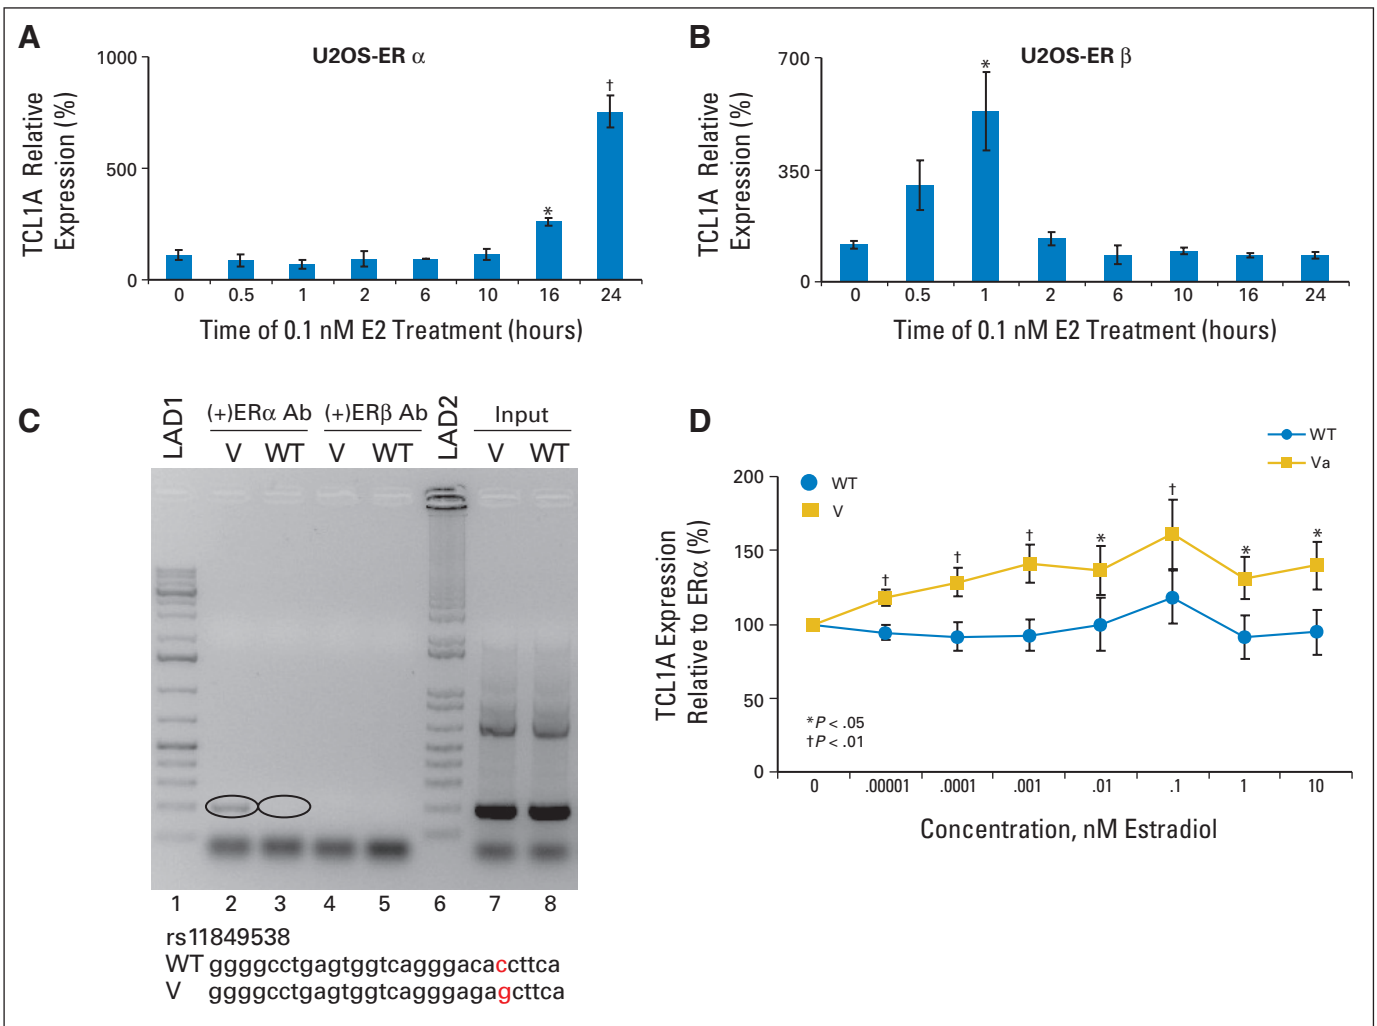 A
U2OS-ER α
TCL1A Relative
Expression (%)
1000
500
0
0 0.5 1 2 6 10 16 24
* †
Time of 0.1 nM E2 Treatment (hours)
B
U2OS-ER β
TCL1A Relative
Expression (%)
700
350
0
*
0 0.5 1 2 6 10 16 24
Time of 0.1 nM E2 Treatment (hours)
C
LAD1 (+)ERα Ab (+)ERβ Ab LAD2 Input
V WT V WT V WT
1 2 3 4 5 6 7 8
rs11849538
WT ggggcctgagtggtcagggacaccttca
V ggggcctgagtggtcagggagagcttca
D
WT
Va
WT
V
TCL1A Expression
Relative to ERα (%)
200
150
100
50
0
† † † * † * *
*P < .05
†P < .01
0 .00001 .0001 .001 .01 .1 1 10
Concentration, nM Estradiol